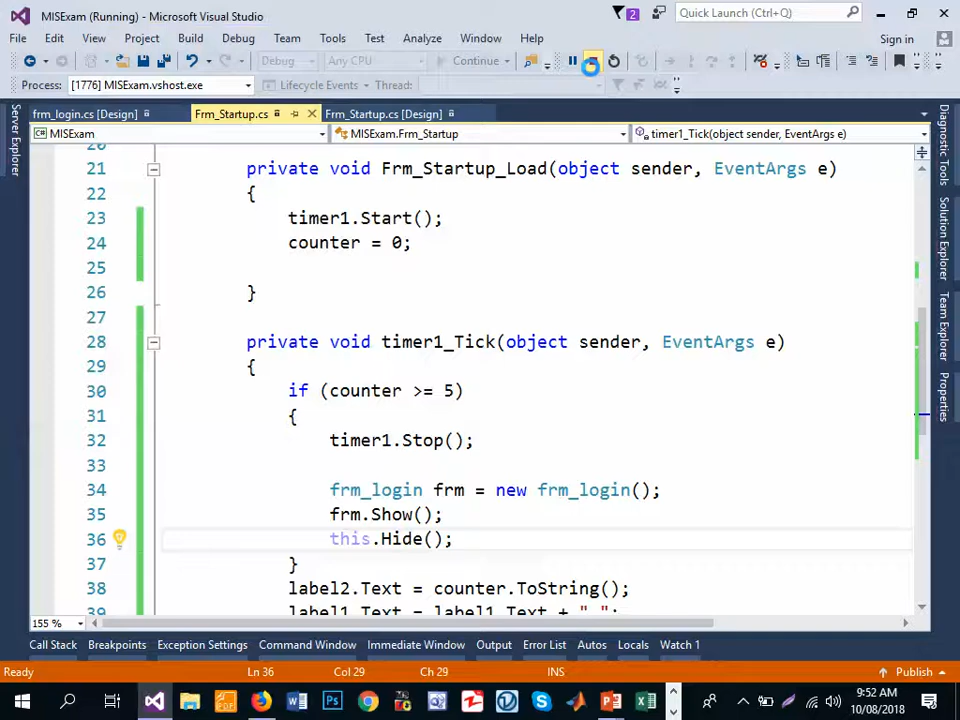 MISExam (Running) - Microsoft Visual Studio
2
Quick Launch (Ctrl+Q)
File Edit View Project Build Debug Team Tools Test Analyze Window Help
Sign in
Debug Any CPU Continue
Process: [1776] MISExam.vshost.exe Lifecycle Events Thread:
frm_login.cs [Design] Frm_Startup.cs Frm_Startup.cs [Design]
MISExam MISExam.Frm_Startup timer1_Tick(object sender, EventArgs e)
Server Explorer
Diagnostic Tools
Solution Explorer
Team Explorer
Properties
20
21 private void Frm_Startup_Load(object sender, EventArgs e)
22 {
23 timer1.Start();
24 counter = 0;
25
26 }
27
28 private void timer1_Tick(object sender, EventArgs e)
29 {
30 if (counter >= 5)
31 {
32 timer1.Stop();
33
34 frm_login frm = new frm_login();
35 frm.Show();
36 this.Hide();
37 }
38 label2.Text = counter.ToString();
39 label1.Text = label1.Text + "
155 %
Call Stack Breakpoints Exception Settings Command Window Immediate Window Output Error List Autos Locals Watch 1
Ready Ln 36 Col 29 Ch 29 INS Publish
9:52 AM
10/08/2018